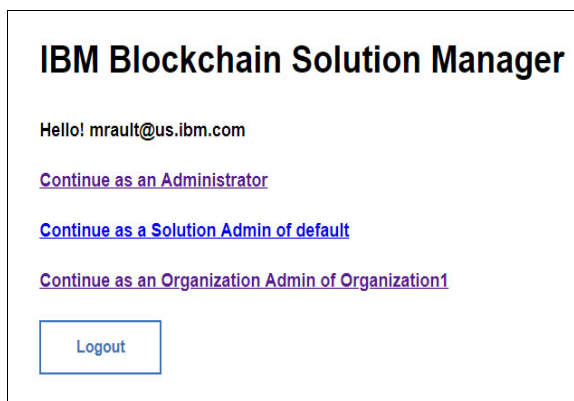 IBM Blockchain Solution Manager
Hello! mrault@us.ibm.com
Continue as an Administrator
Continue as a Solution Admin of default
Continue as an Organization Admin of Organization1
Logout